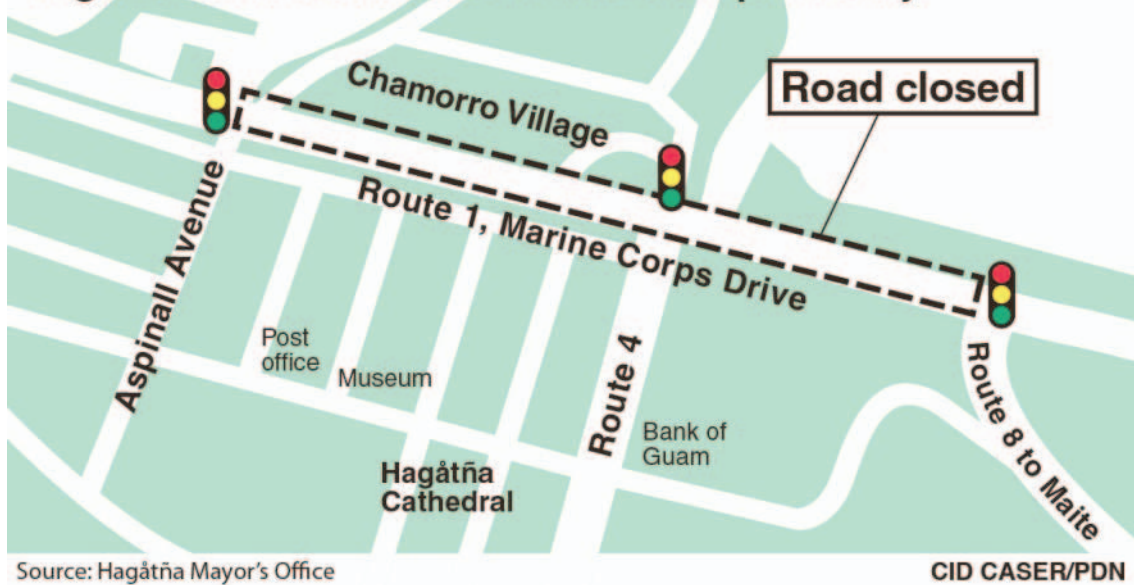 Road closed
Chamorro Village
Route 1, Marine Corps Drive
Aspinall Avenue
Post
office
Museum
Route 4
Bank of
Guam
Route 8 to Maite
Hagåtña
Cathedral
Source: Hagåtña Mayor's Office
CID CASER/PDN